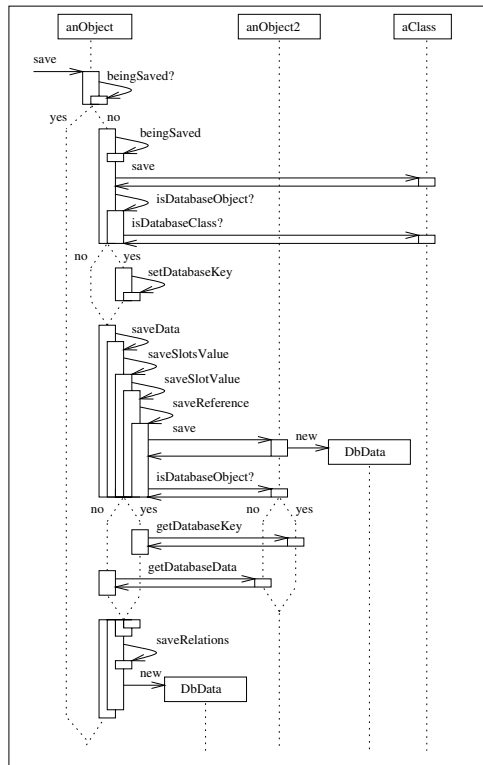 anObject anObject2 aClass
save
beingSaved?
yes no
beingSaved
save
isDatabaseObject?
isDatabaseClass?
no yes
setDatabaseKey
saveData
saveSlotsValue
saveSlotValue
saveReference
save
new
DbData
isDatabaseObject?
no yes no yes
getDatabaseKey
getDatabaseData
saveRelations
new
DbData